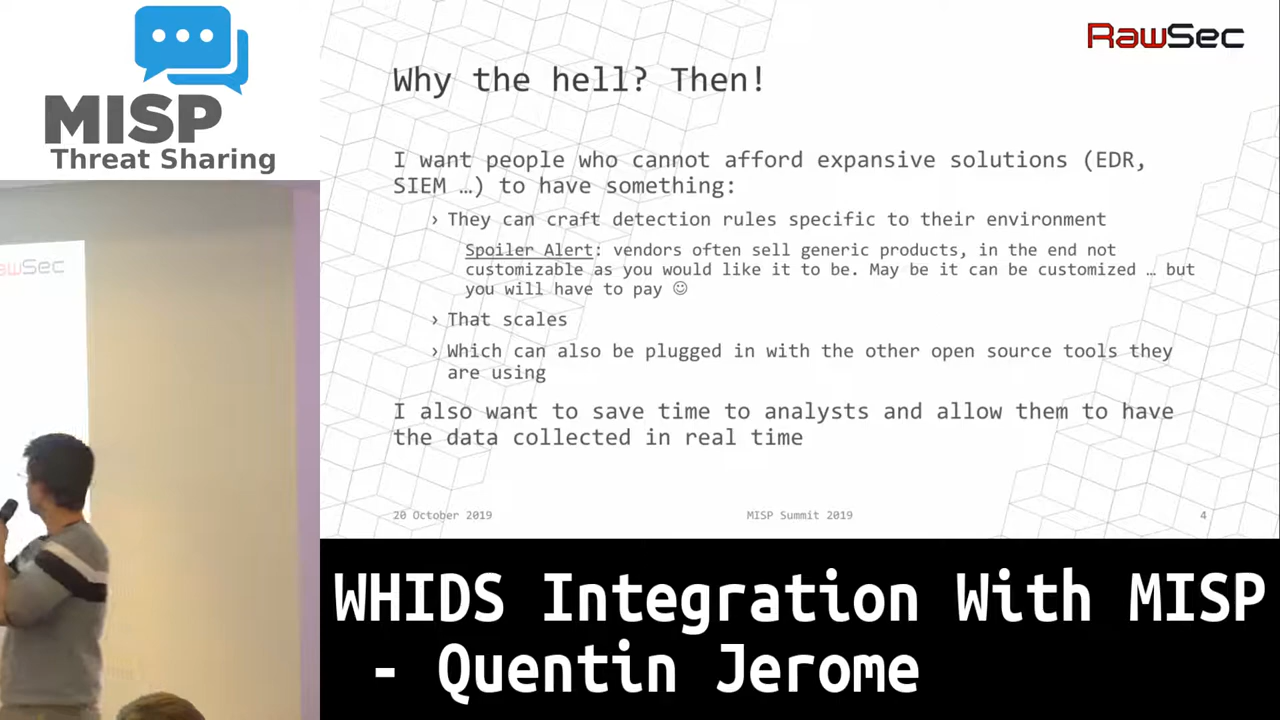 MISP
Threat Sharing
RawSec
Why the hell? Then!
I want people who cannot afford expansive solutions (EDR,
SIEM …) to have something:
› They can craft detection rules specific to their environment
Spoiler Alert: vendors often sell generic products, in the end not
customizable as you would like it to be. May be it can be customized … but
you will have to pay ☺
› That scales
› Which can also be plugged in with the other open source tools they
are using
I also want to save time to analysts and allow them to have
the data collected in real time
20 October 2019
MISP Summit 2019
4
awSec
WHIDS Integration With MISP
- Quentin Jerome